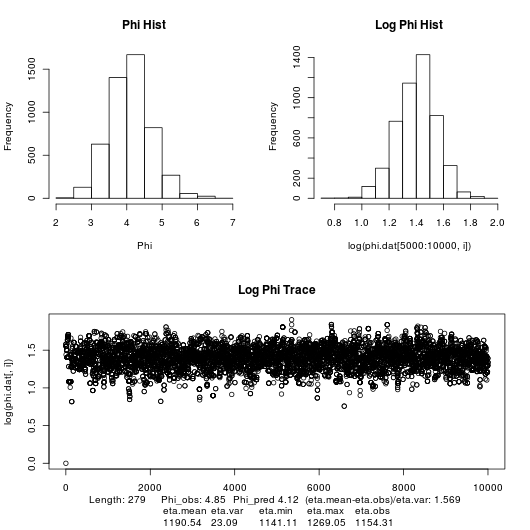 Phi Hist
Log Phi Hist
Frequency
0 500 1000 1500
2 3 4 5 6 7
Phi
Frequency
0 200 600 1000 1400
0.8 1.0 1.2 1.4 1.6 1.8 2.0
log(phi.dat[5000:10000, i])
Log Phi Trace
log(phi.dat[, i])
0.0 0.5 1.0 1.5
0 2000 4000 6000 8000 10000
Length: 279 Phi_obs: 4.85 Phi_pred 4.12 (eta.mean-eta.obs)/eta.var: 1.569
eta.mean eta.var eta.min eta.max eta.obs
1190.54 23.09 1141.11 1269.05 1154.31